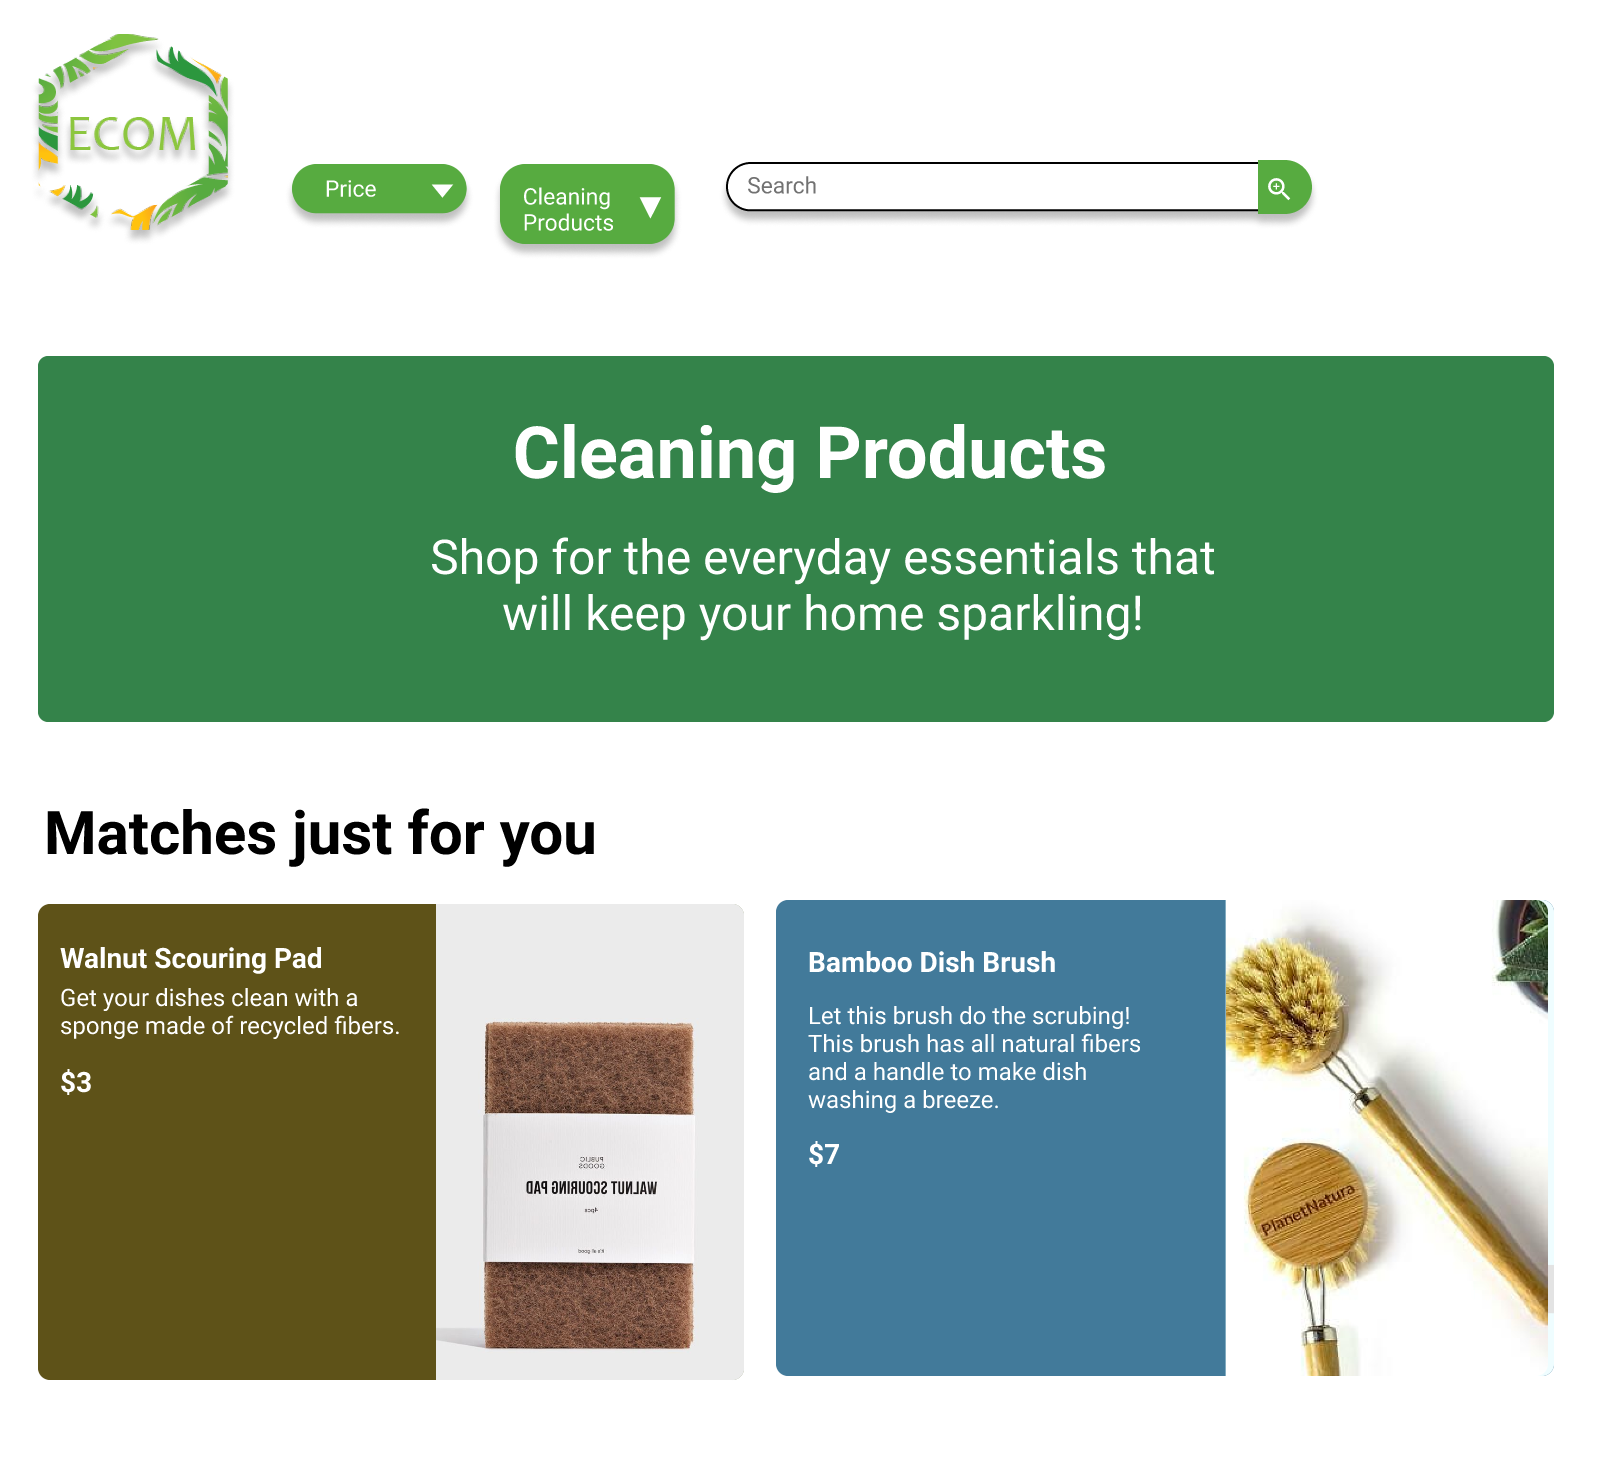 ECOM
Price
Cleaning
Products
Search
Cleaning Products
Shop for the everyday essentials that
will keep your home sparkling!
Matches just for you
Walnut Scouring Pad
Get your dishes clean with a
sponge made of recycled fibers.
$3
PUBLIC
GOODS
WALNUT SCOURING PAD
4pcs
it's all good
Bamboo Dish Brush
Let this brush do the scrubing!
This brush has all natural fibers
and a handle to make dish
washing a breeze.
$7
PlanetNatura